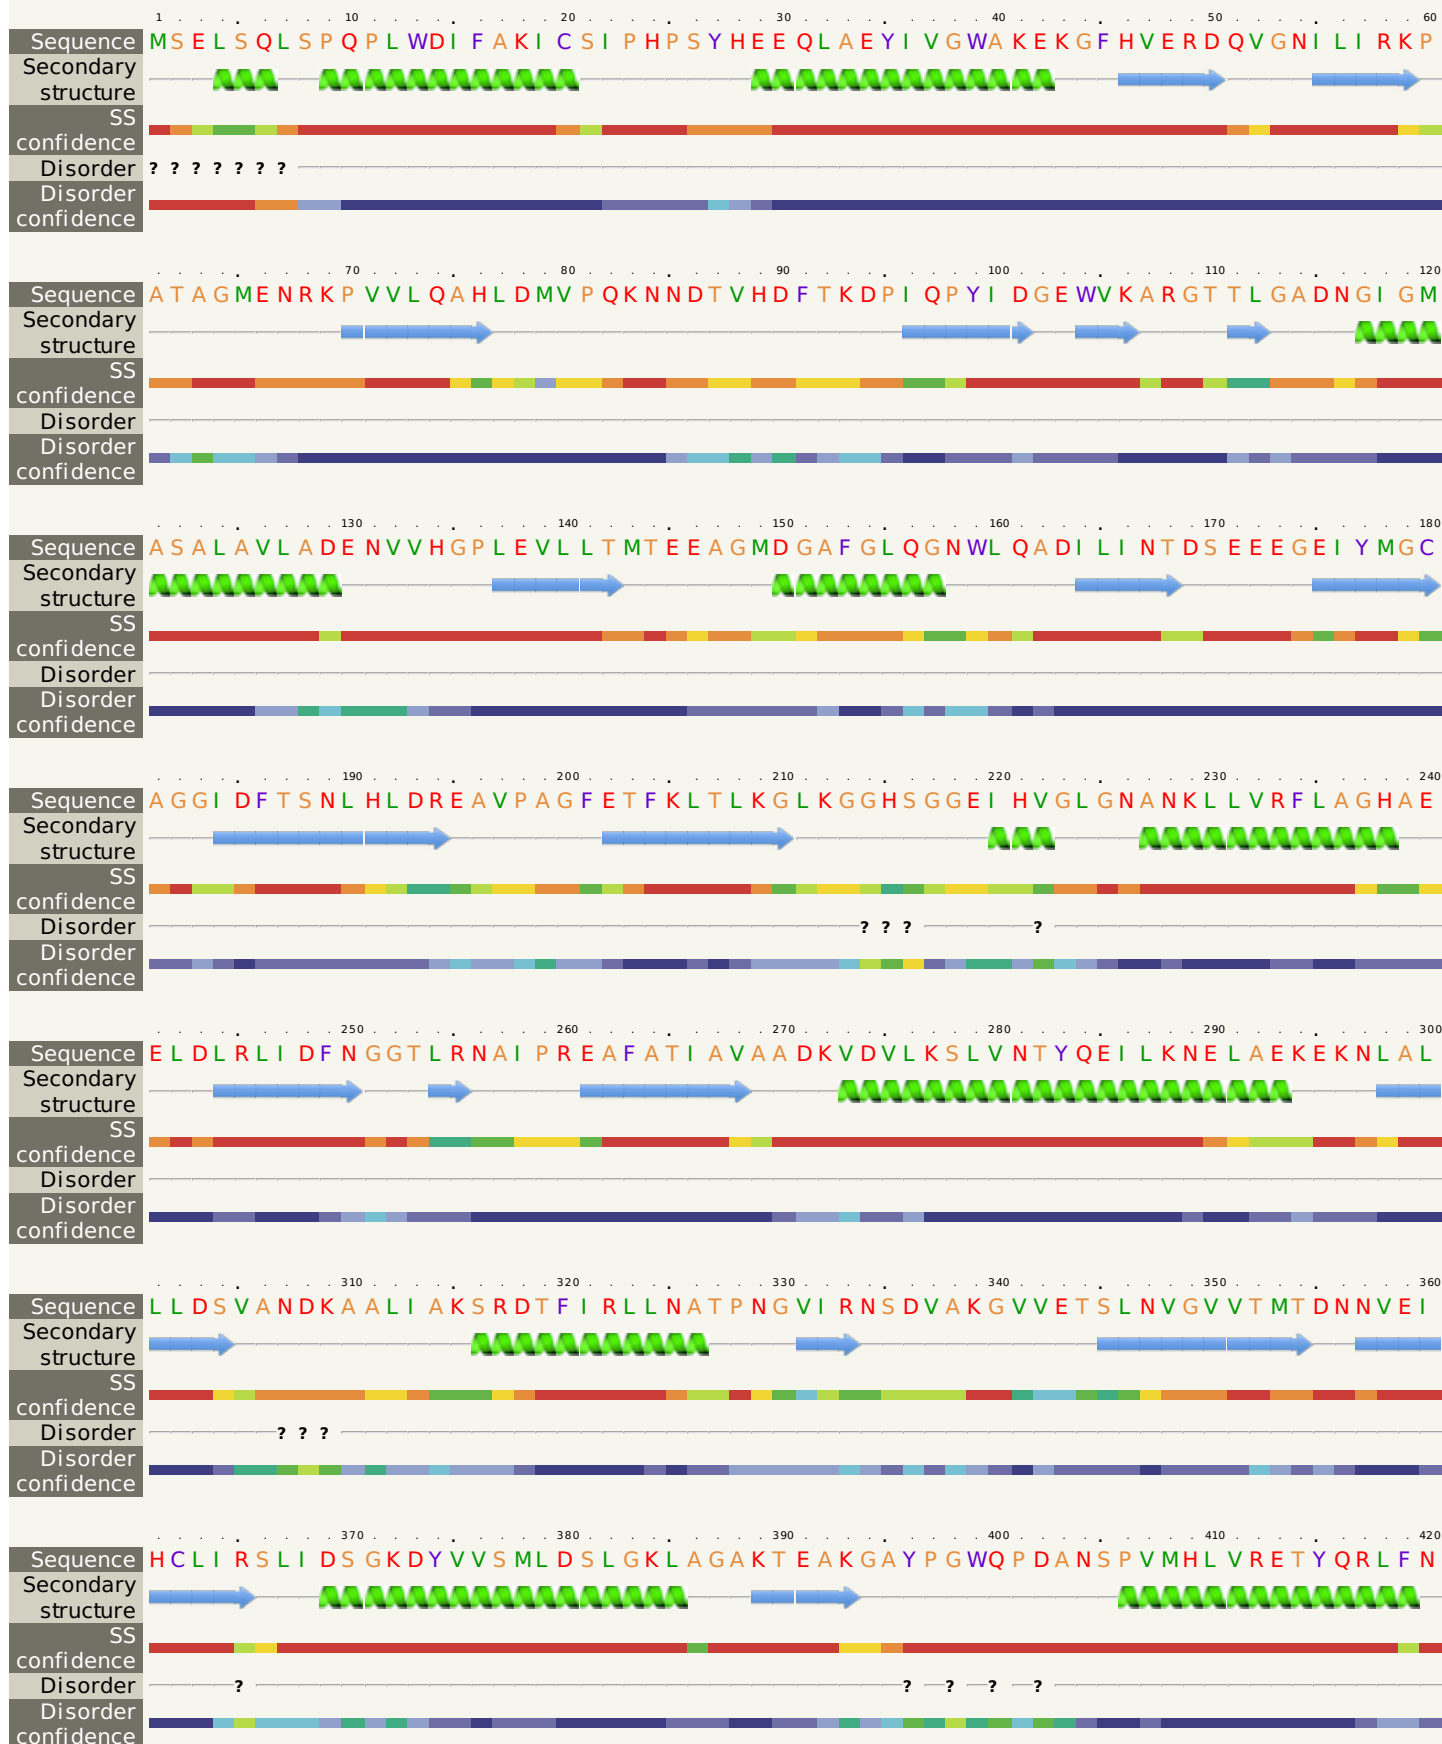 1 10 20 30 40 50 60
Sequence MSELSQLSPQPLWDIFAKICSIPHPSYHEEQLAEYIVGWAKEKGFHVERDQVGNILIRKP
Secondary
structure
SS
confidence
Disorder ? ? ? ? ? ? ?
Disorder
confidence
70 80 90 100 110 120
Sequence ATAGMENRKPVVLQAHLDMVPQKNNDTVHDFTKDPIQPYIDGEWVKARGTTLGADNGIGM
Secondary
structure
SS
confidence
Disorder
Disorder
confidence
130 140 150 160 170 180
Sequence ASALAVLADENVVHGPLEVLLTMTEEAGMDGAFGLQGNWLQADILINTDSEEEGEIYMGC
Secondary
structure
SS
confidence
Disorder
Disorder
confidence
190 200 210 220 230 240
Sequence AGGIDFTSNLHLDREAVPAGFETFKLTLKGLKGGHSGGEIHVGLGNANKLLVRFLAGHAE
Secondary
structure
SS
confidence
Disorder ? ? ? ?
Disorder
confidence
250 260 270 280 290 300
Sequence ELDLRLIDFNGGTLRNAIPREAFATIAVAADKVDVLKSLVNTYQEILKNELAEKEKNLAL
Secondary
structure
SS
confidence
Disorder
Disorder
confidence
310 320 330 340 350 360
Sequence LLDSVANDKAALIAKSRDTFIRLLNATPNGVIRNSDVAKGVVETSLNVGVVTMTDNNVEI
Secondary
structure
SS
confidence
Disorder ? ? ?
Disorder
confidence
370 380 390 400 410 420
Sequence HCLIRSLIDSGKDYVVSMLDSLGKLAGAKTEAKGAYPGWQPDANSPVMHLVRETYQRLFN
Secondary
structure
SS
confidence
Disorder ? ? ? ? ?
Disorder
confidence